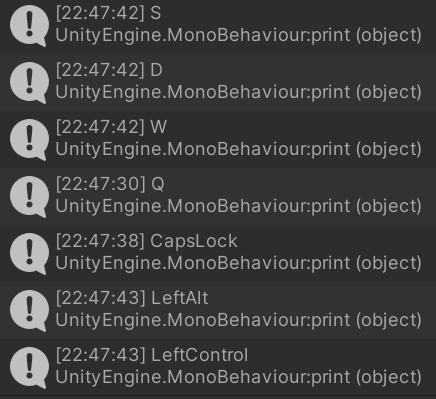 [22:47:42] S
UnityEngine.MonoBehaviour:print (object)
[22:47:42] D
UnityEngine.MonoBehaviour:print (object)
[22:47:42] W
UnityEngine.MonoBehaviour:print (object)
[22:47:30] Q
UnityEngine.MonoBehaviour:print (object)
[22:47:38] CapsLock
UnityEngine.MonoBehaviour:print (object)
[22:47:43] LeftAlt
UnityEngine.MonoBehaviour:print (object)
[22:47:43] LeftControl
UnityEngine.MonoBehaviour:print (object)